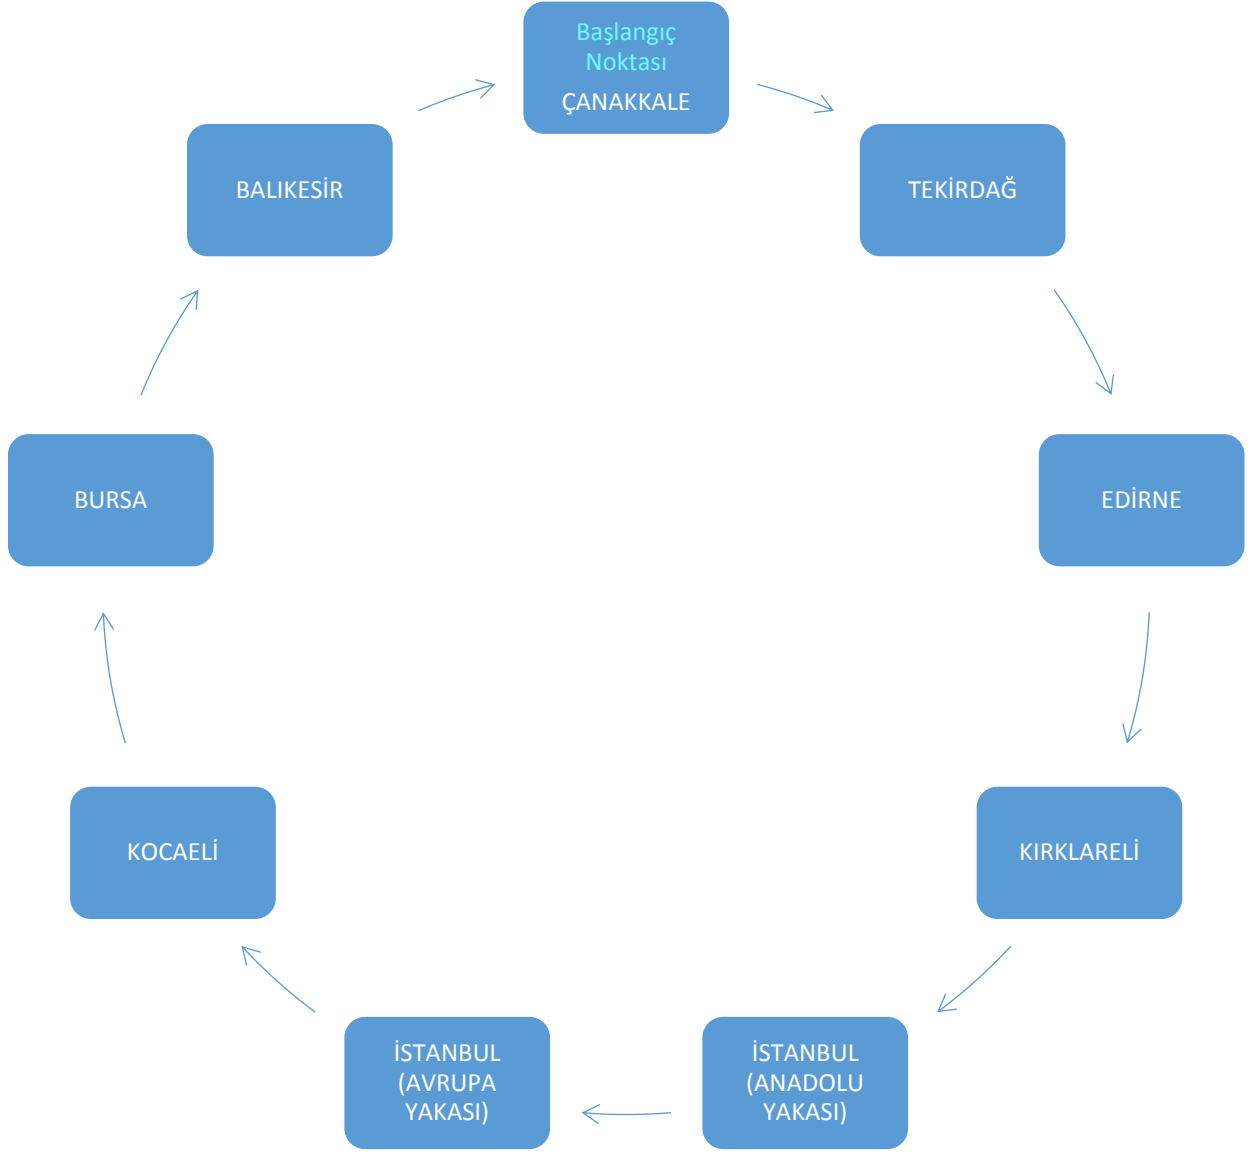 Başlangıç
Noktası
ÇANAKKALE
TEKİRDAĞ
EDİRNE
KIRKLARELİ
İSTANBUL
(ANADOLU
YAKASI)
İSTANBUL
(AVRUPA
YAKASI)
KOCAELİ
BURSA
BALIKESİR